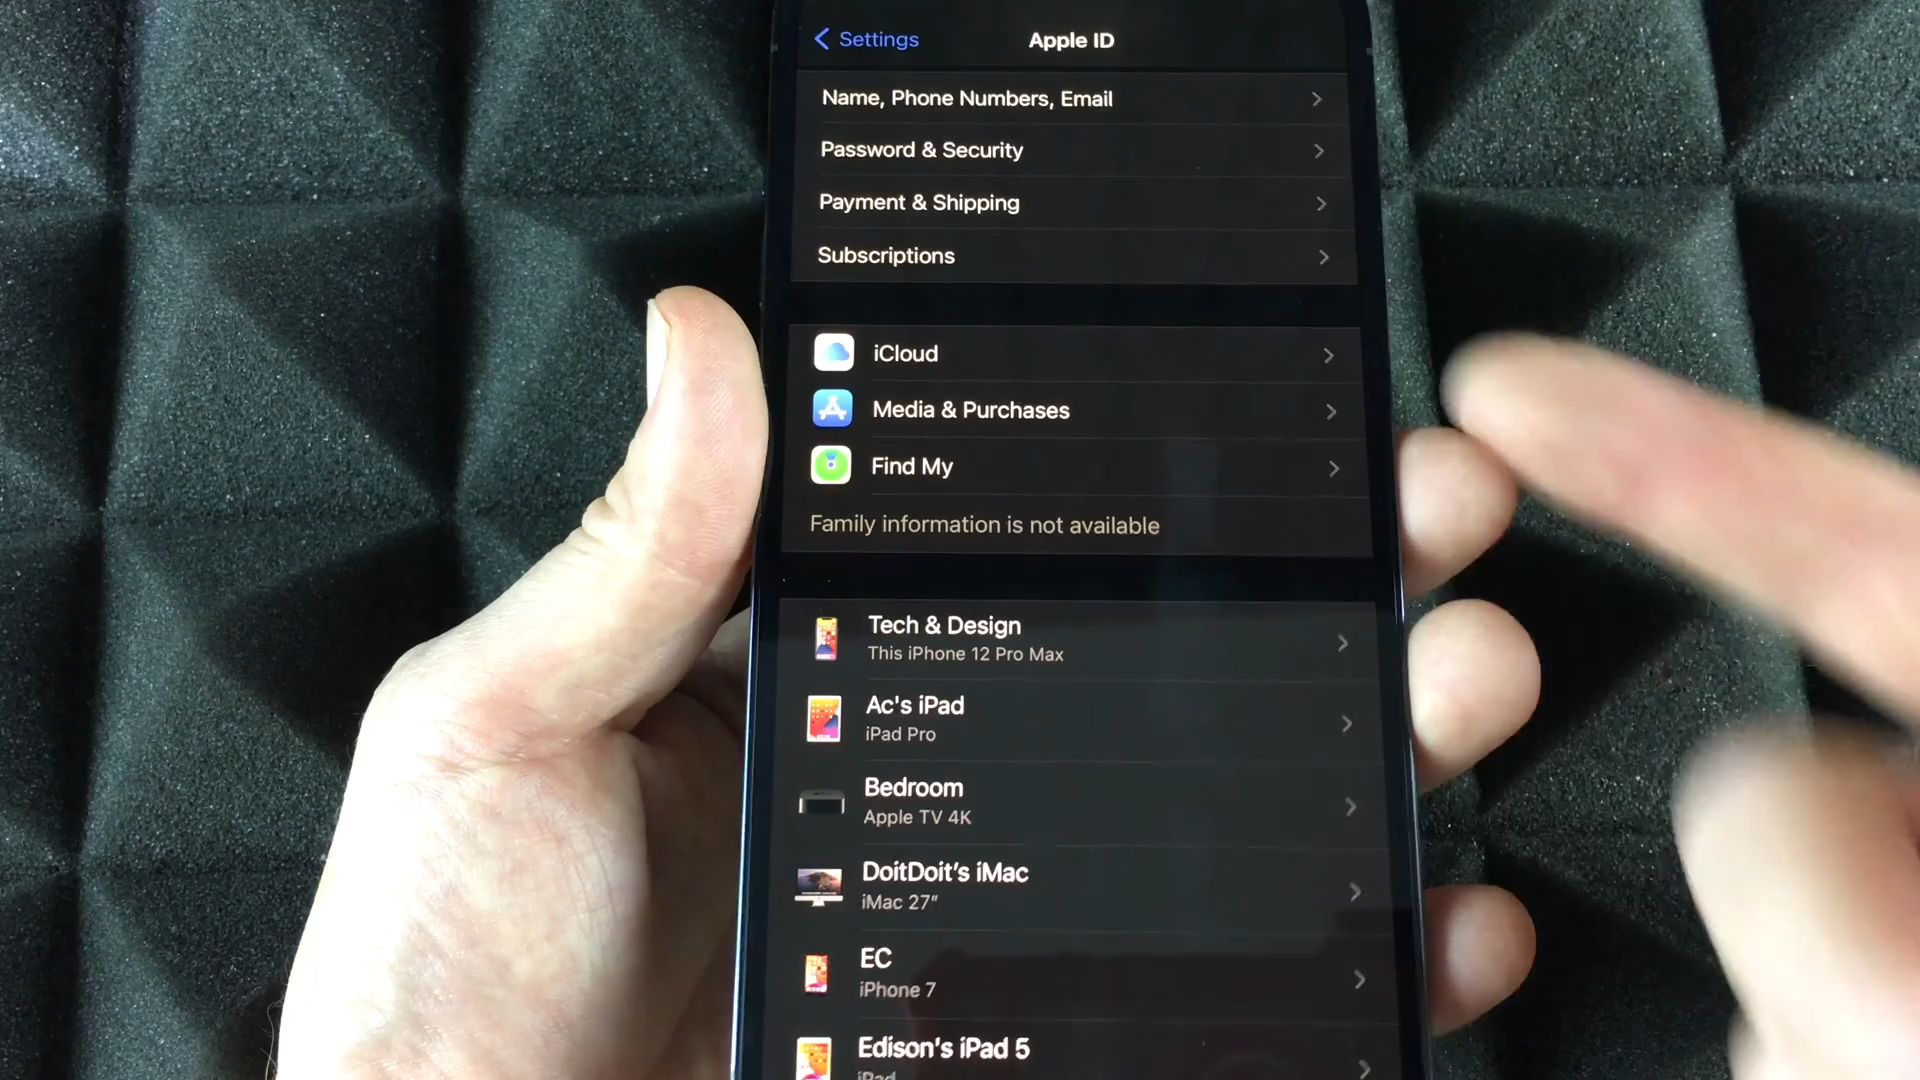 Settings
Apple ID
Name, Phone Numbers, Email
Password & Security
Payment & Shipping
Subscriptions
iCloud
Media & Purchases
Find My
Family information is not available
Tech & Design
This iPhone 12 Pro Max
Ac's iPad
iPad Pro
Bedroom
Apple TV 4K
DoitDoit’s iMac
iMac 27”
EC
iPhone 7
Edison’s iPad 5
iPad